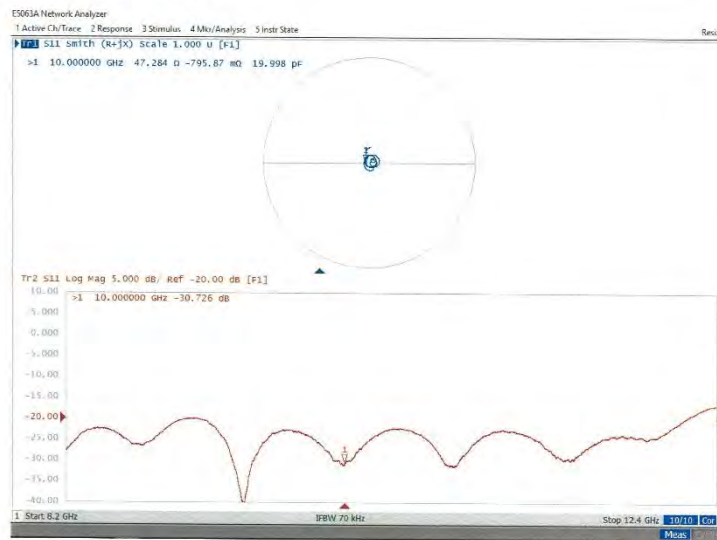 E5063A Network Analyzer
1 Active Ch/Trace 2 Response 3 Stimulus 4 Mkr/Analysis 5 Instr State
Tr1 S11 Smith (R+jX) Scale 1.000 U [F1]
>1 10.000000 GHz 47.284 Ω -795.87 mΩ 19.998 pF
Tr2 S11 Log Mag 5.000 dB/ Ref -20.00 dB [F1]
10.00
>1 10.000000 GHz -30.726 dB
5.000
0.000
-5.000
-10.00
-15.00
-20.00
-25.00
-30.00
1
-35.00
-40.00
1 Start 8.2 GHz IFBW 70 kHz Stop 12.4 GHz 10/10 Cor
Meas